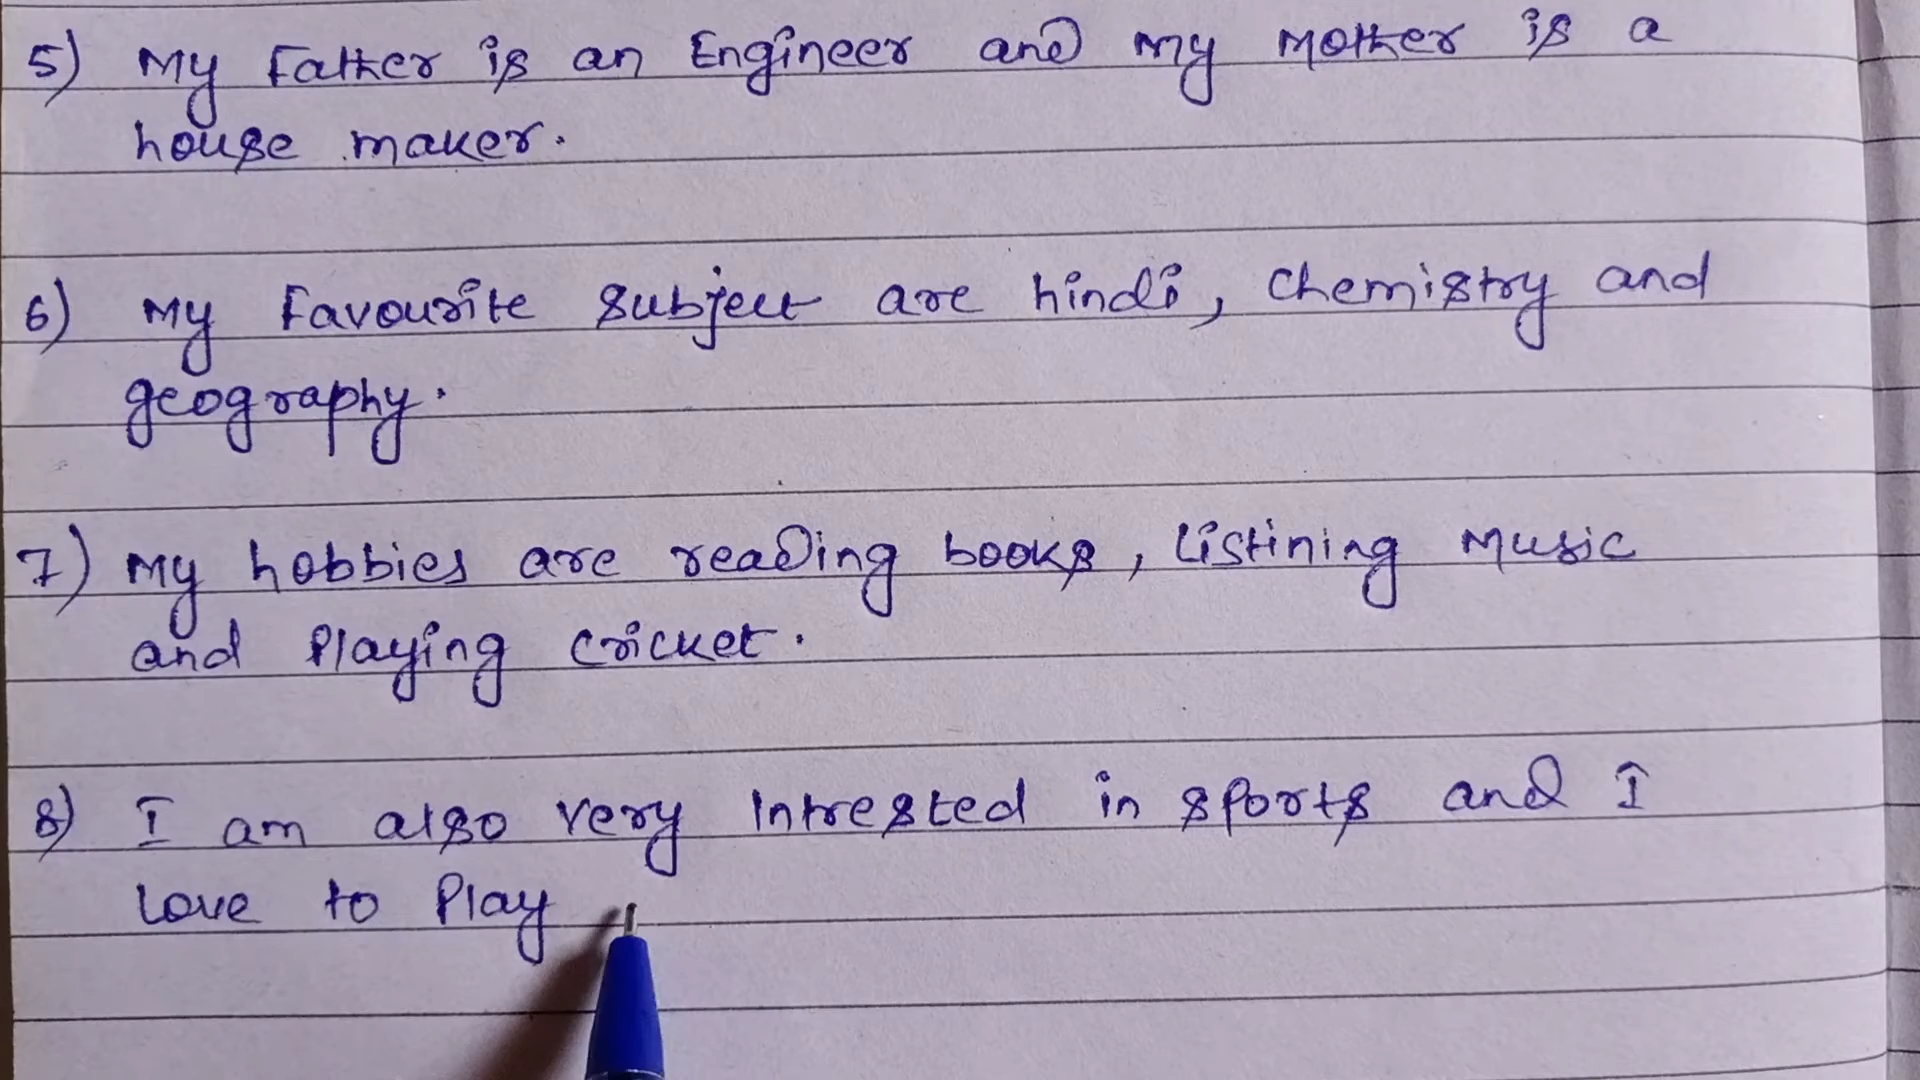 5) My Father is an Engineer and my Mother is a
house maker.
6) My Favourite Subject are hindi, Chemistry and
geography.
7) My hobbies are reading books, Listining Music
and Playing Cricket.
8) I am also very Intrested in sports and I
Love to Play